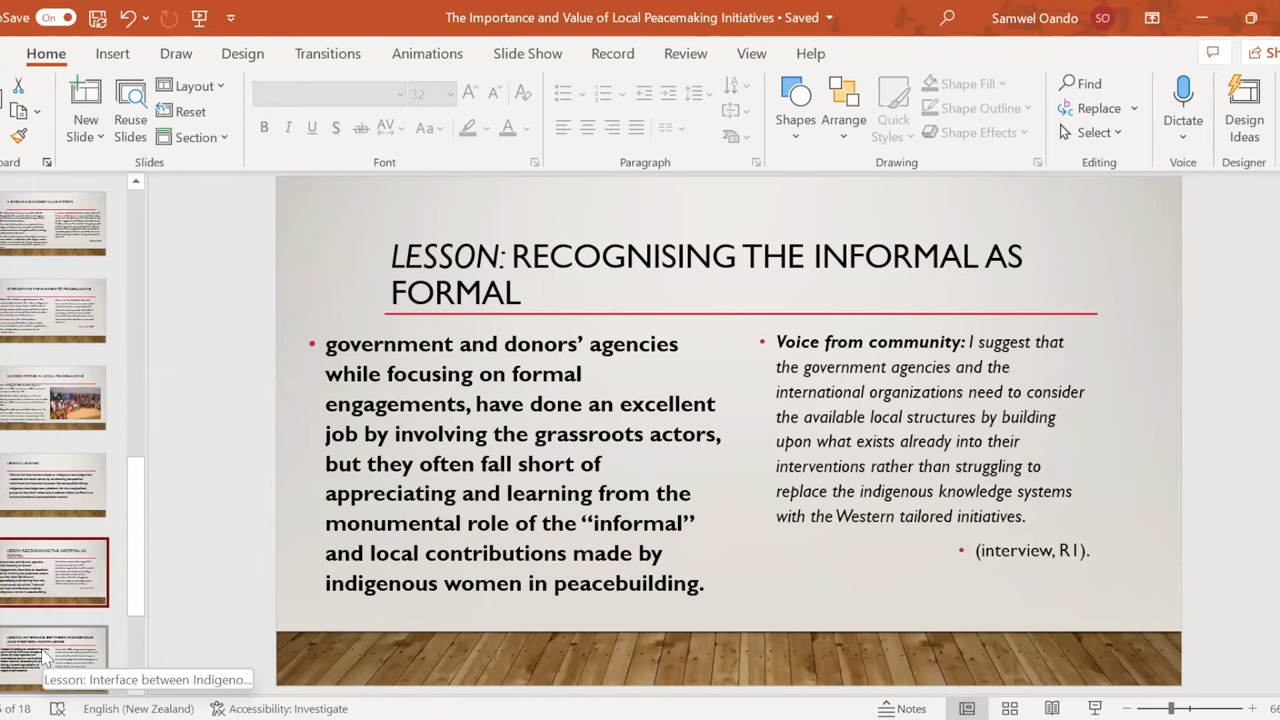 oSave On The Importance and Value of Local Peacemaking Initiatives • Saved Samwel Oando SO
Home Insert Draw Design Transitions Animations Slide Show Record Review View Help Sh
New Slide Reuse Slides Layout Reset Section
32
Shapes Arrange Quick Styles Shape Fill Shape Outline Shape Effects
Find Replace Select Dictate Design Ideas
oard Slides Font Paragraph Drawing Editing Voice Designer
LESSON: RECOGNISING THE INFORMAL AS
FORMAL
• government and donors’ agencies
while focusing on formal
engagements, have done an excellent
job by involving the grassroots actors,
but they often fall short of
appreciating and learning from the
monumental role of the “informal”
and local contributions made by
indigenous women in peacebuilding.
• Voice from community: I suggest that
the government agencies and the
international organizations need to consider
the available local structures by building
upon what exists already into their
interventions rather than struggling to
replace the indigenous knowledge systems
with the Western tailored initiatives.
• (interview, R1).
Lesson: Interface between Indigeno...
of 18 English (New Zealand) Accessibility: Investigate Notes